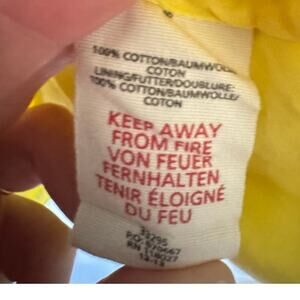 100% COTTON/BAUMWOLLE/
COTON
LINING/FUTTER/DOUBLURE:
100% COTTON/BAUMWOLLE/
COTON
KEEP AWAY
FROM FIRE
VON FEUER
FERNHALTEN
TENIR ÉLOIGNÉ
DU FEU